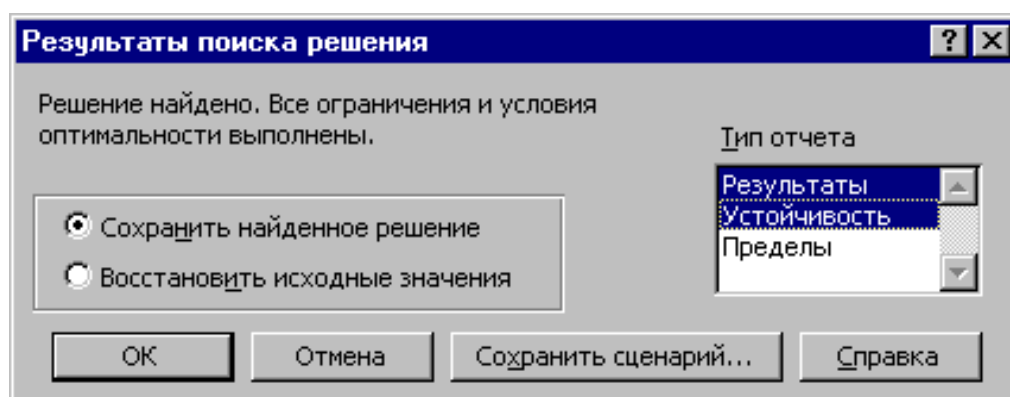 Результаты поиска решения
Решение найдено. Все ограничения и условия
оптимальности выполнены.
Тип отчета
Результаты
Устойчивость
Пределы
Сохранить найденное решение
Восстановить исходные значения
ОК
Отмена
Сохранить сценарий...
Справка